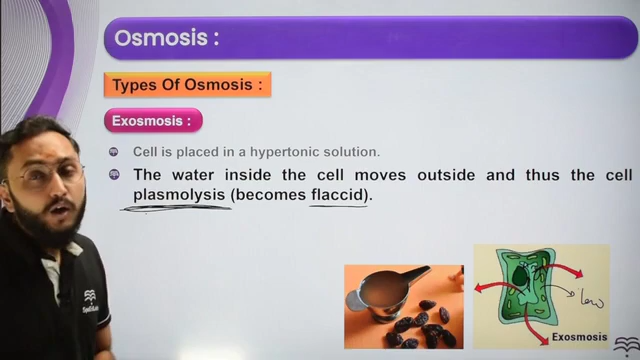 Osmosis :
Types Of Osmosis :
Exosmosis :
Cell is placed in a hypertonic solution.
The water inside the cell moves outside and thus the cell
plasmolysis (becomes flaccid).
low
Exosmosis